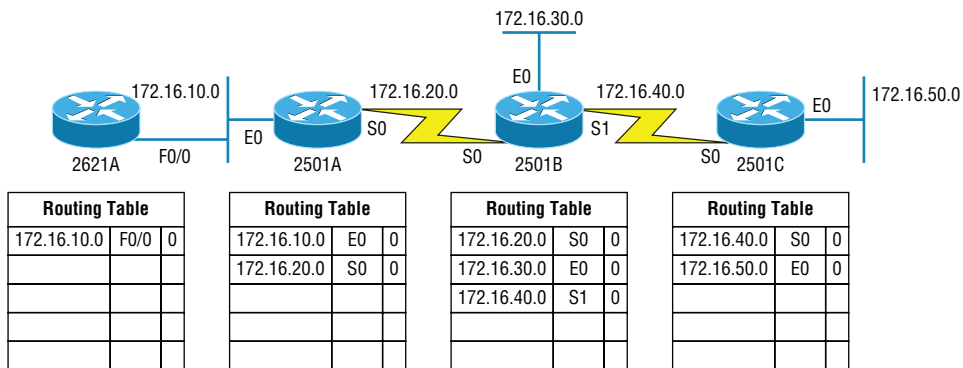 172.16.30.0
E0
172.16.10.0
172.16.20.0
172.16.40.0
172.16.50.0
E0
S0
S1
E0
F0/0
S0
S0
2621A
2501A
2501B
2501C
Routing Table
172.16.10.0 F0/0 0
Routing Table
172.16.10.0 E0 0
172.16.20.0 S0 0
Routing Table
172.16.20.0 S0 0
172.16.30.0 E0 0
172.16.40.0 S1 0
Routing Table
172.16.40.0 S0 0
172.16.50.0 E0 0